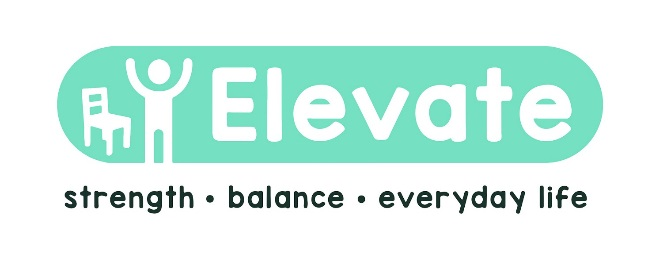 Elevate
strength • balance • everyday life